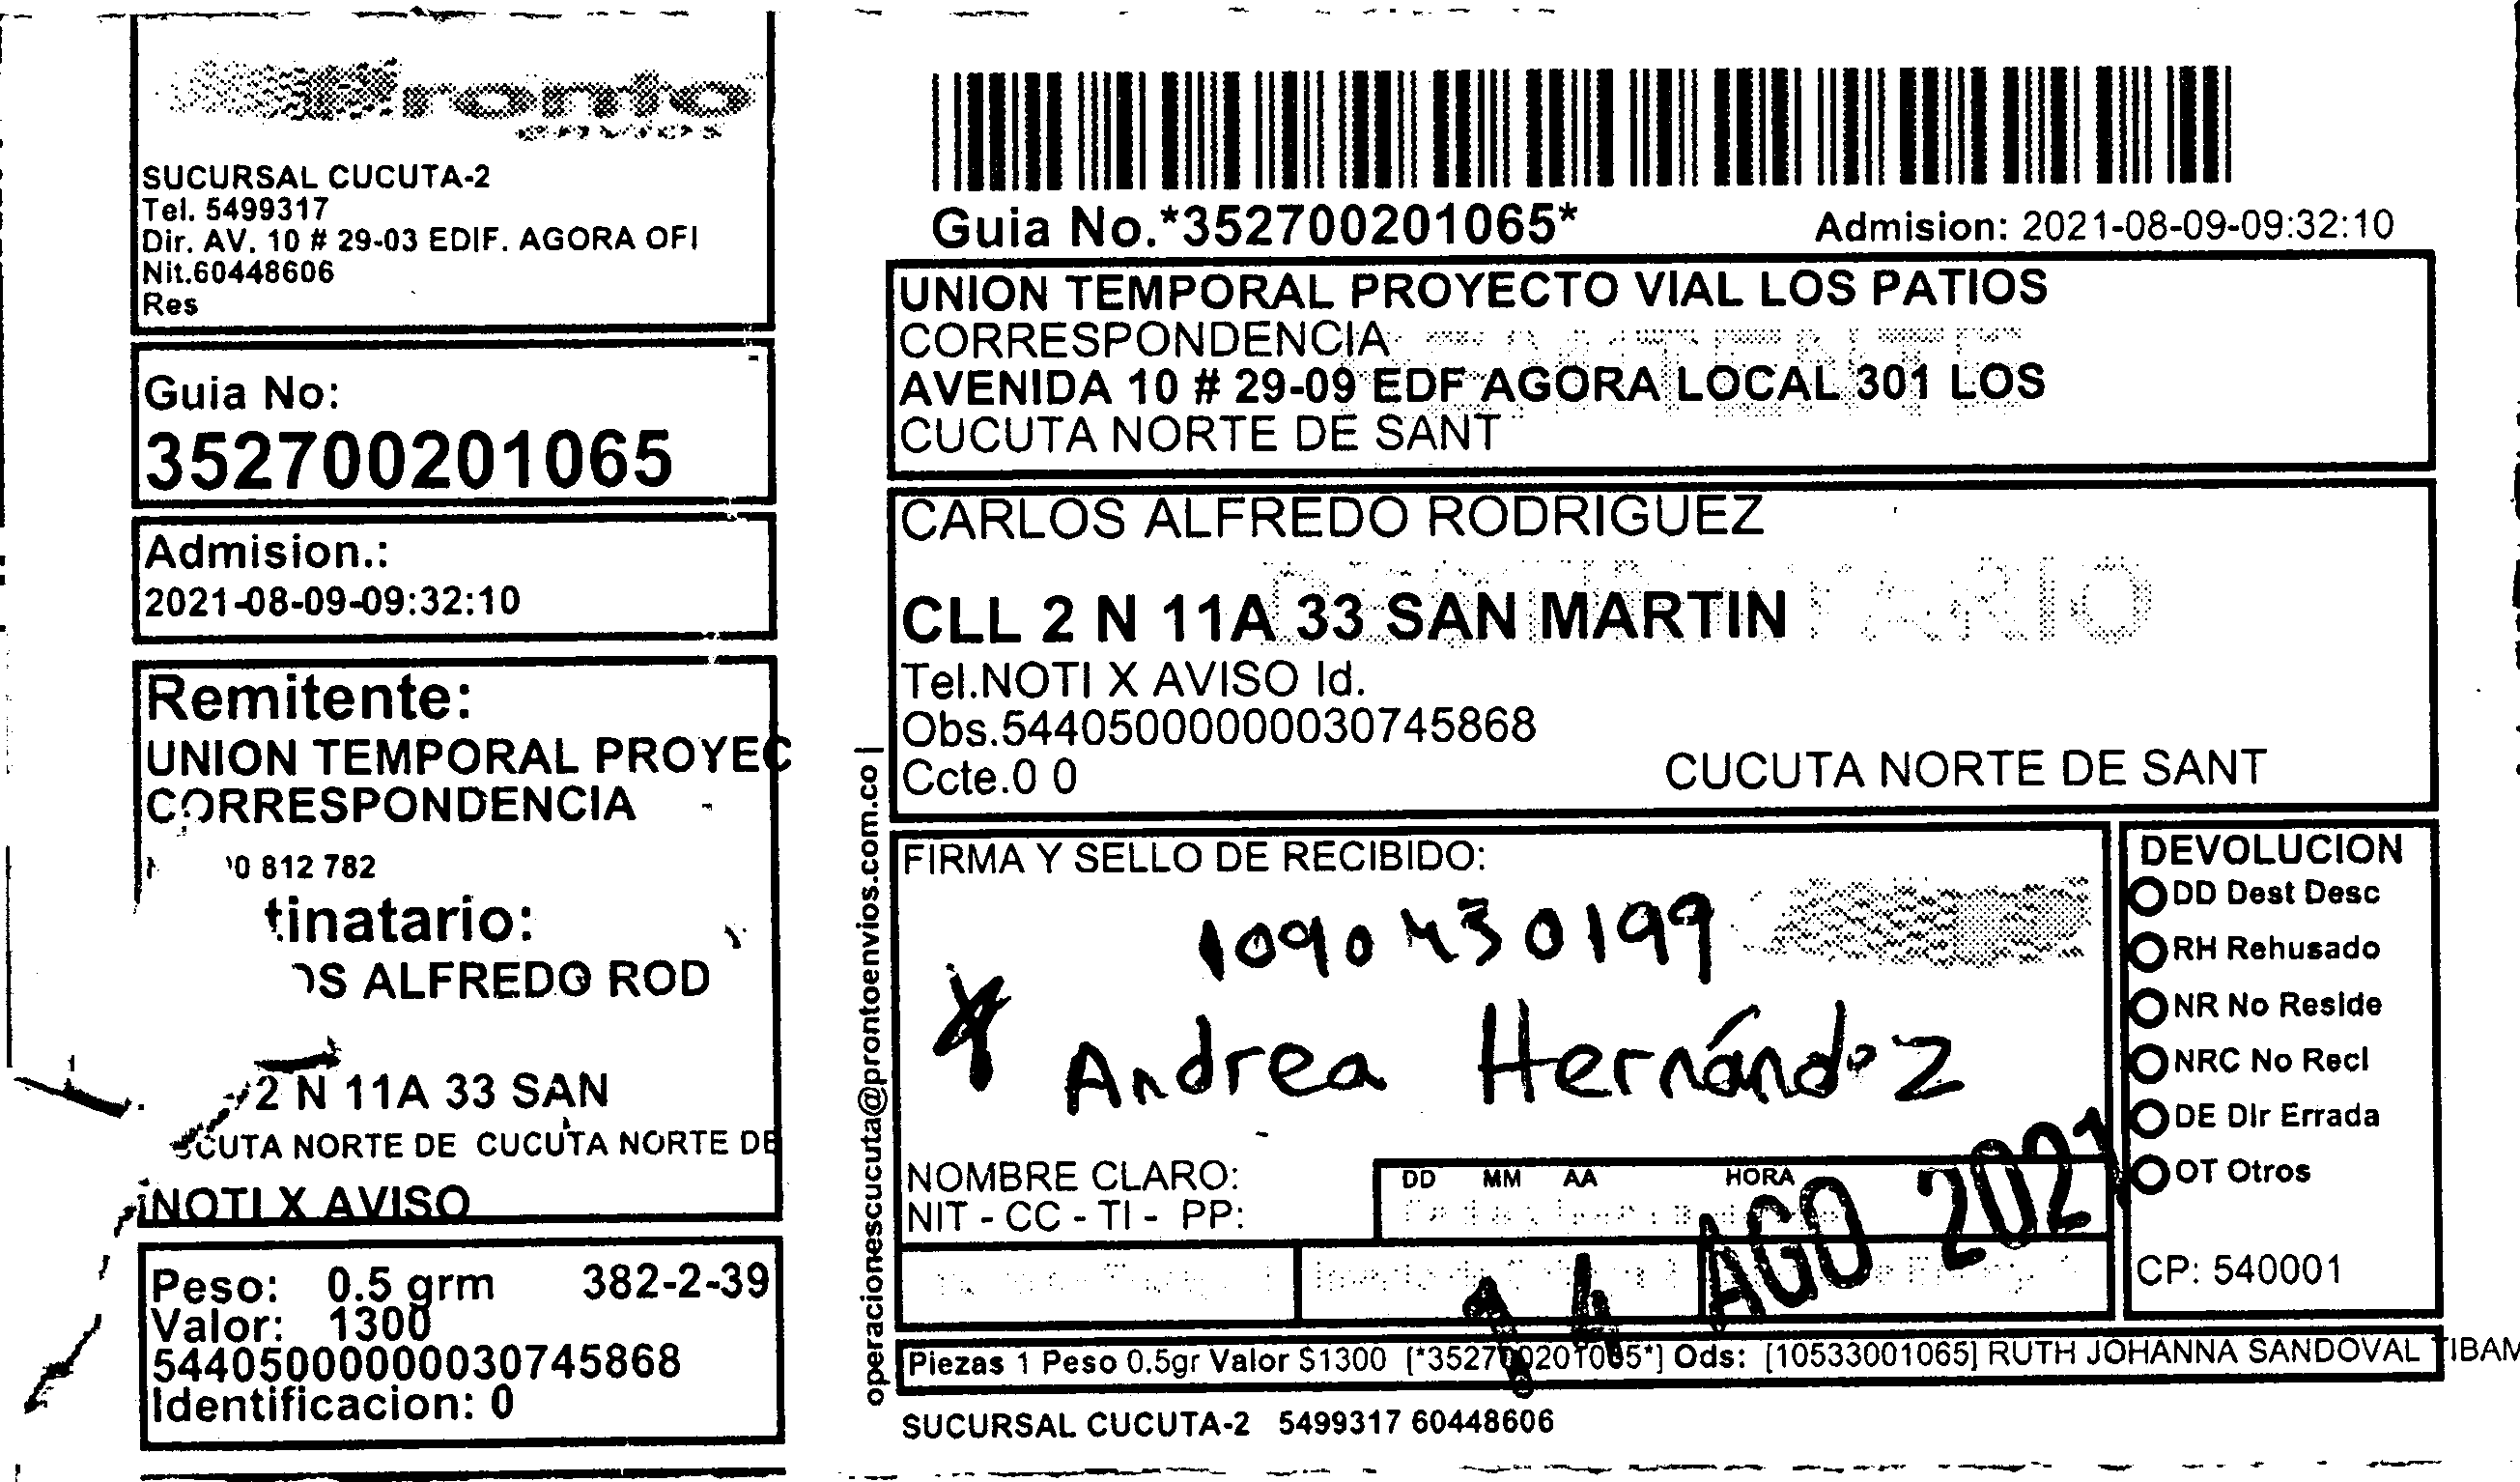 Pronto
envios
SUCURSAL CUCUTA-2
Tel. 5499317
Dir. AV. 10 # 29-03 EDIF. AGORA OFI
Nit.60448606
Res
Guia No:
352700201065
Admision.:
2021-08-09-09:32:10
Remitente:
UNION TEMPORAL PROYEC
CORRESPONDENCIA
0 812 782
tinatario:
OS ALFREDO ROD
2 N 11A 33 SAN
CUTA NORTE DE CUCUTA NORTE DE
NOTI X AVISO
Peso: 0.5 grm 382-2-39
Valor: 1300
544050000000030745868
Identificacion: 0
Guia No.*352700201065* Admision: 2021-08-09-09:32:10
UNION TEMPORAL PROYECTO VIAL LOS PATIOS
CORRESPONDENCIA
REMITENTE
AVENIDA 10 # 29-09 EDF AGORA LOCAL 301 LOS
CUCUTA NORTE DE SANT
CARLOS ALFREDO RODRIGUEZ
DESTINATARIO
CLL 2 N 11A 33 SAN MARTIN
Tel.NOTI X AVISO Id.
Obs.544050000000030745868
Ccte.0 0 CUCUTA NORTE DE SANT
operacionescucuta@prontoenvios.com.co |
FIRMA Y SELLO DE RECIBIDO:
1090430199
Andrea Hernández
NOMBRE CLARO:
NIT - CC - TI - PP:
DD MM AA HORA
14 AGO 2021
DEVOLUCION
DD Dest Desc
RH Rehusado
NR No Reside
NRC No Recl
DE Dir Errada
OT Otros
CP: 540001
Piezas 1 Peso 0.5gr Valor $1300 [*352700201065*] Ods: [10533001065] RUTH JOHANNA SANDOVAL TIBAM
SUCURSAL CUCUTA-2 5499317 60448606